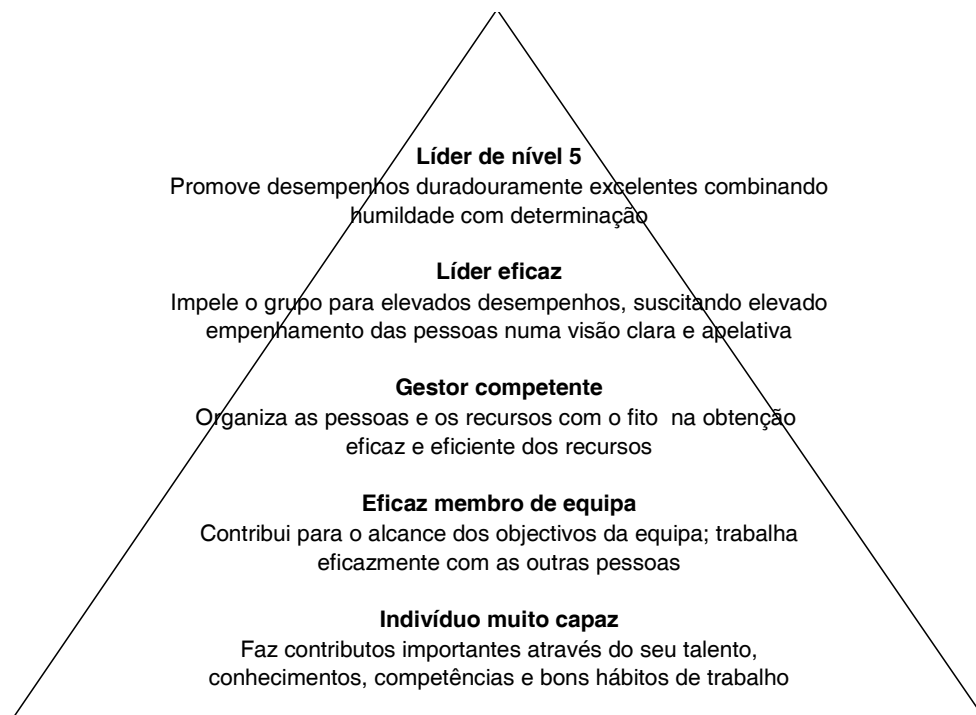 Líder de nível 5
Promove desempenhos duradouramente excelentes combinando
humildade com determinação
Líder eficaz
Impele o grupo para elevados desempenhos, suscitando elevado
empenhamento das pessoas numa visão clara e apelativa
Gestor competente
Organiza as pessoas e os recursos com o fito  na obtenção
eficaz e eficiente dos recursos
Eficaz membro de equipa
Contribui para o alcance dos objectivos da equipa; trabalha
eficazmente com as outras pessoas
Indivíduo muito capaz
Faz contributos importantes através do seu talento,
conhecimentos, competências e bons hábitos de trabalho